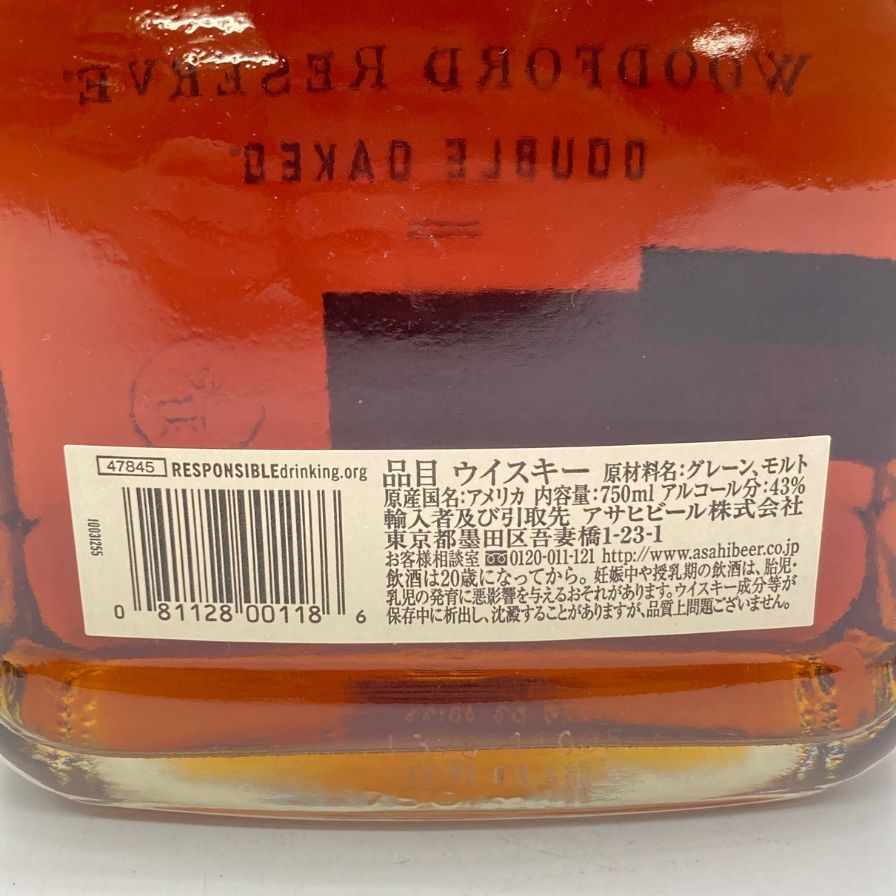 WOODFORD RESERVE
DOUBLE OAKED
47845 RESPONSIBLEdrinking.org
10031255
0 81128 00118 6
品目 ウイスキー 原材料名:グレーン、モルト
原産国名:アメリカ 内容量:750ml アルコール分:43%
輸入者及び引取先 アサヒビール株式会社
東京都墨田区吾妻橋1-23-1
お客様相談室 0120-011-121 http://www.asahibeer.co.jp
飲酒は20歳になってから。妊娠中や授乳期の飲酒は、胎児・
乳児の発育に悪影響を与えるおそれがあります。ウイスキー成分等が
保存中に析出し、沈澱することがありますが、品質上問題ございません。